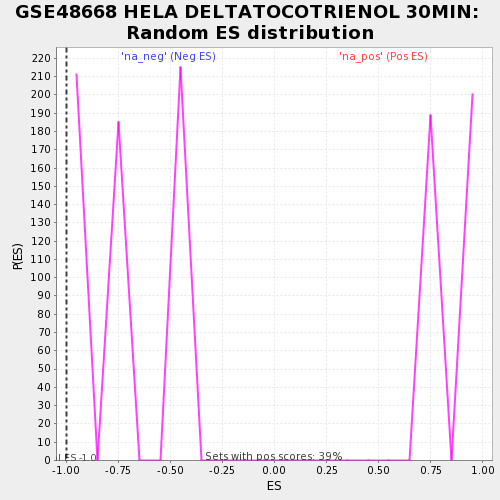 GSE48668 HELA DELTATOCOTRIENOL 30MIN:
Random ES distribution
'na_neg' (Neg ES)
'na_pos' (Pos ES)
220
210
200
190
180
170
160
150
140
130
120
110
100
90
80
70
60
50
40
30
20
10
0
P(ES)
ES -1.0
Sets with pos scores: 39%
-1.00 -0.75 -0.50 -0.25 0.00 0.25 0.50 0.75 1.00
ES